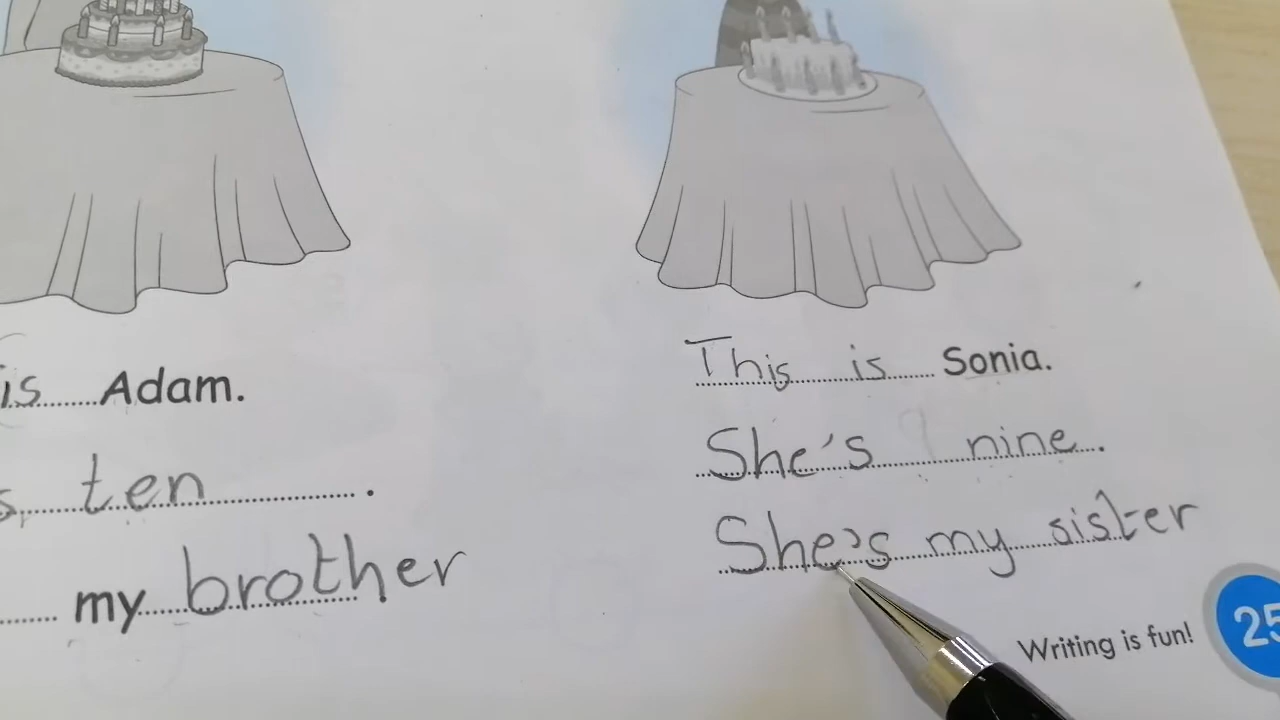 is Adam.
s ten .
my brother
This is Sonia.
She's nine.
She's my sister
Writing is fun!
25